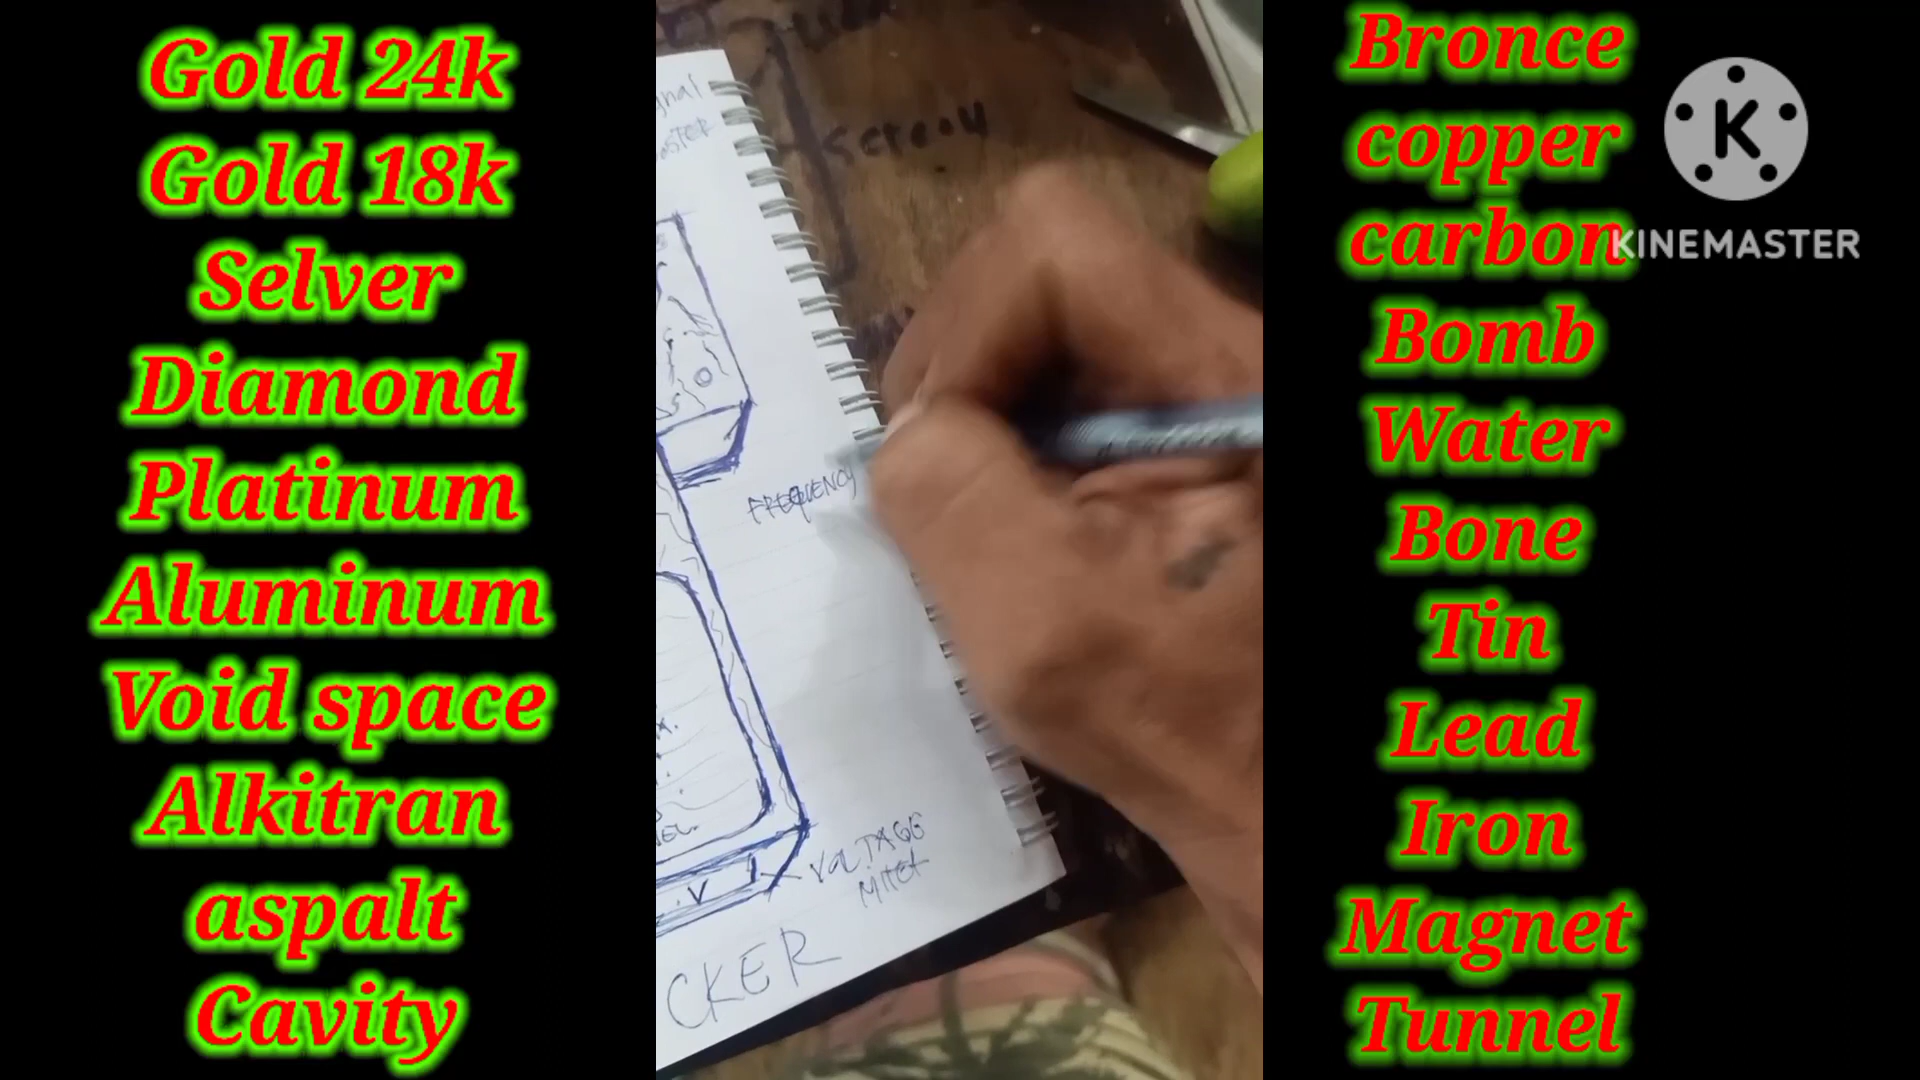 Gold 24k
Gold 18k
Selver
Diamond
Platinum
Aluminum
Void space
Alkitran
aspalt
Cavity
FREQUENCY
VOLTAGE
MITEr
CKER
V
Bronce
copper
carbon
Bomb
Water
Bone
Tin
Lead
Iron
Magnet
Tunnel
K
KINEMASTER